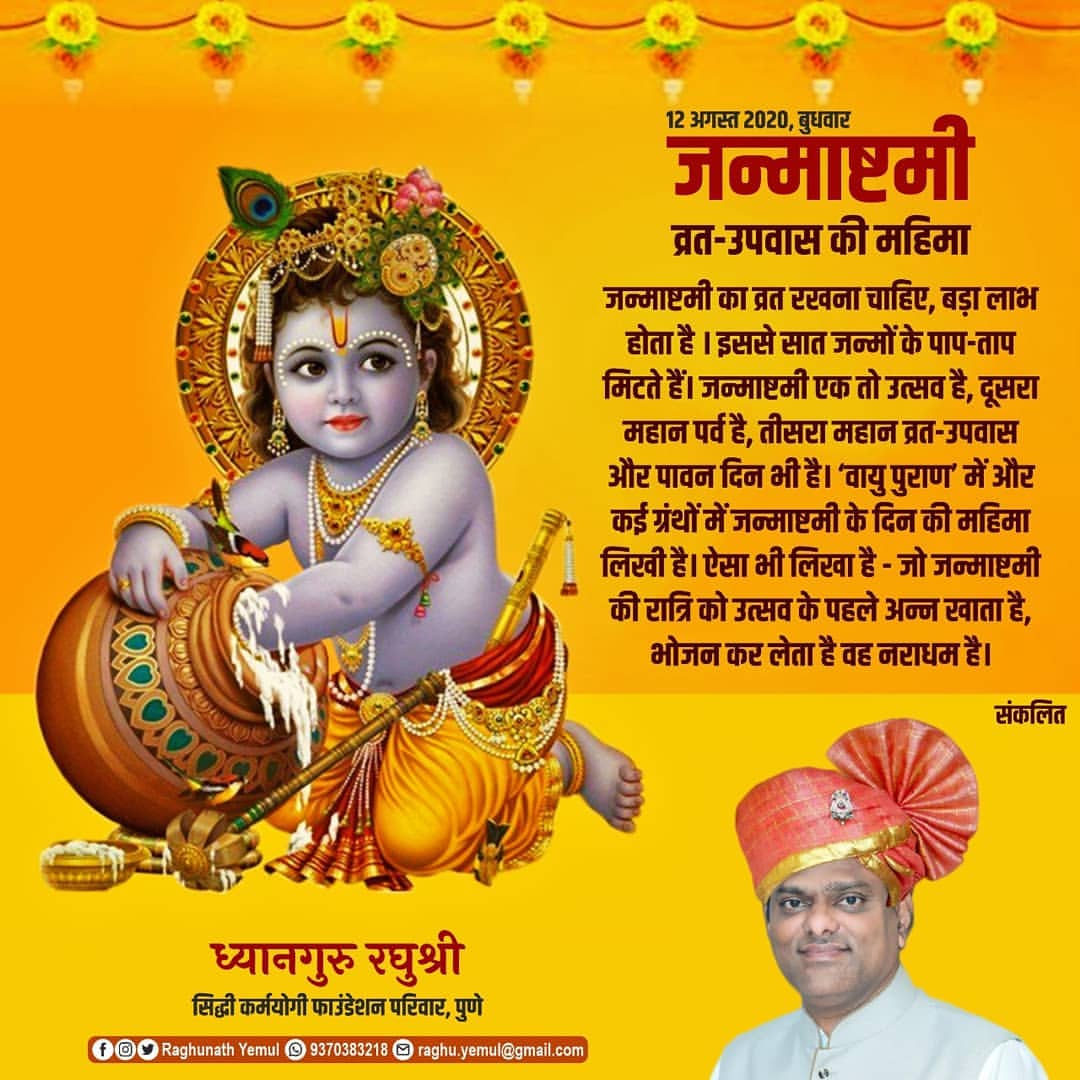 12 अगस्त 2020, बुधवार
जन्माष्टमी
व्रत-उपवास की महिमा
जन्माष्टमी का व्रत रखना चाहिए, बड़ा लाभ
होता है । इससे सात जन्मों के पाप-ताप
मिटते हैं। जन्माष्टमी एक तो उत्सव है, दूसरा
महान पर्व है, तीसरा महान व्रत-उपवास
और पावन दिन भी है। ‘वायु पुराण’ में और
कई ग्रंथों में जन्माष्टमी के दिन की महिमा
लिखी है। ऐसा भी लिखा है - जो जन्माष्टमी
की रात्रि को उत्सव के पहले अन्न खाता है,
भोजन कर लेता है वह नराधम है।
संकलित
ध्यानगुरु रघुश्री
सिद्धी कर्मयोगी फाउंडेशन परिवार, पुणे
Raghunath Yemul 9370383218 raghu.yemul@gmail.com